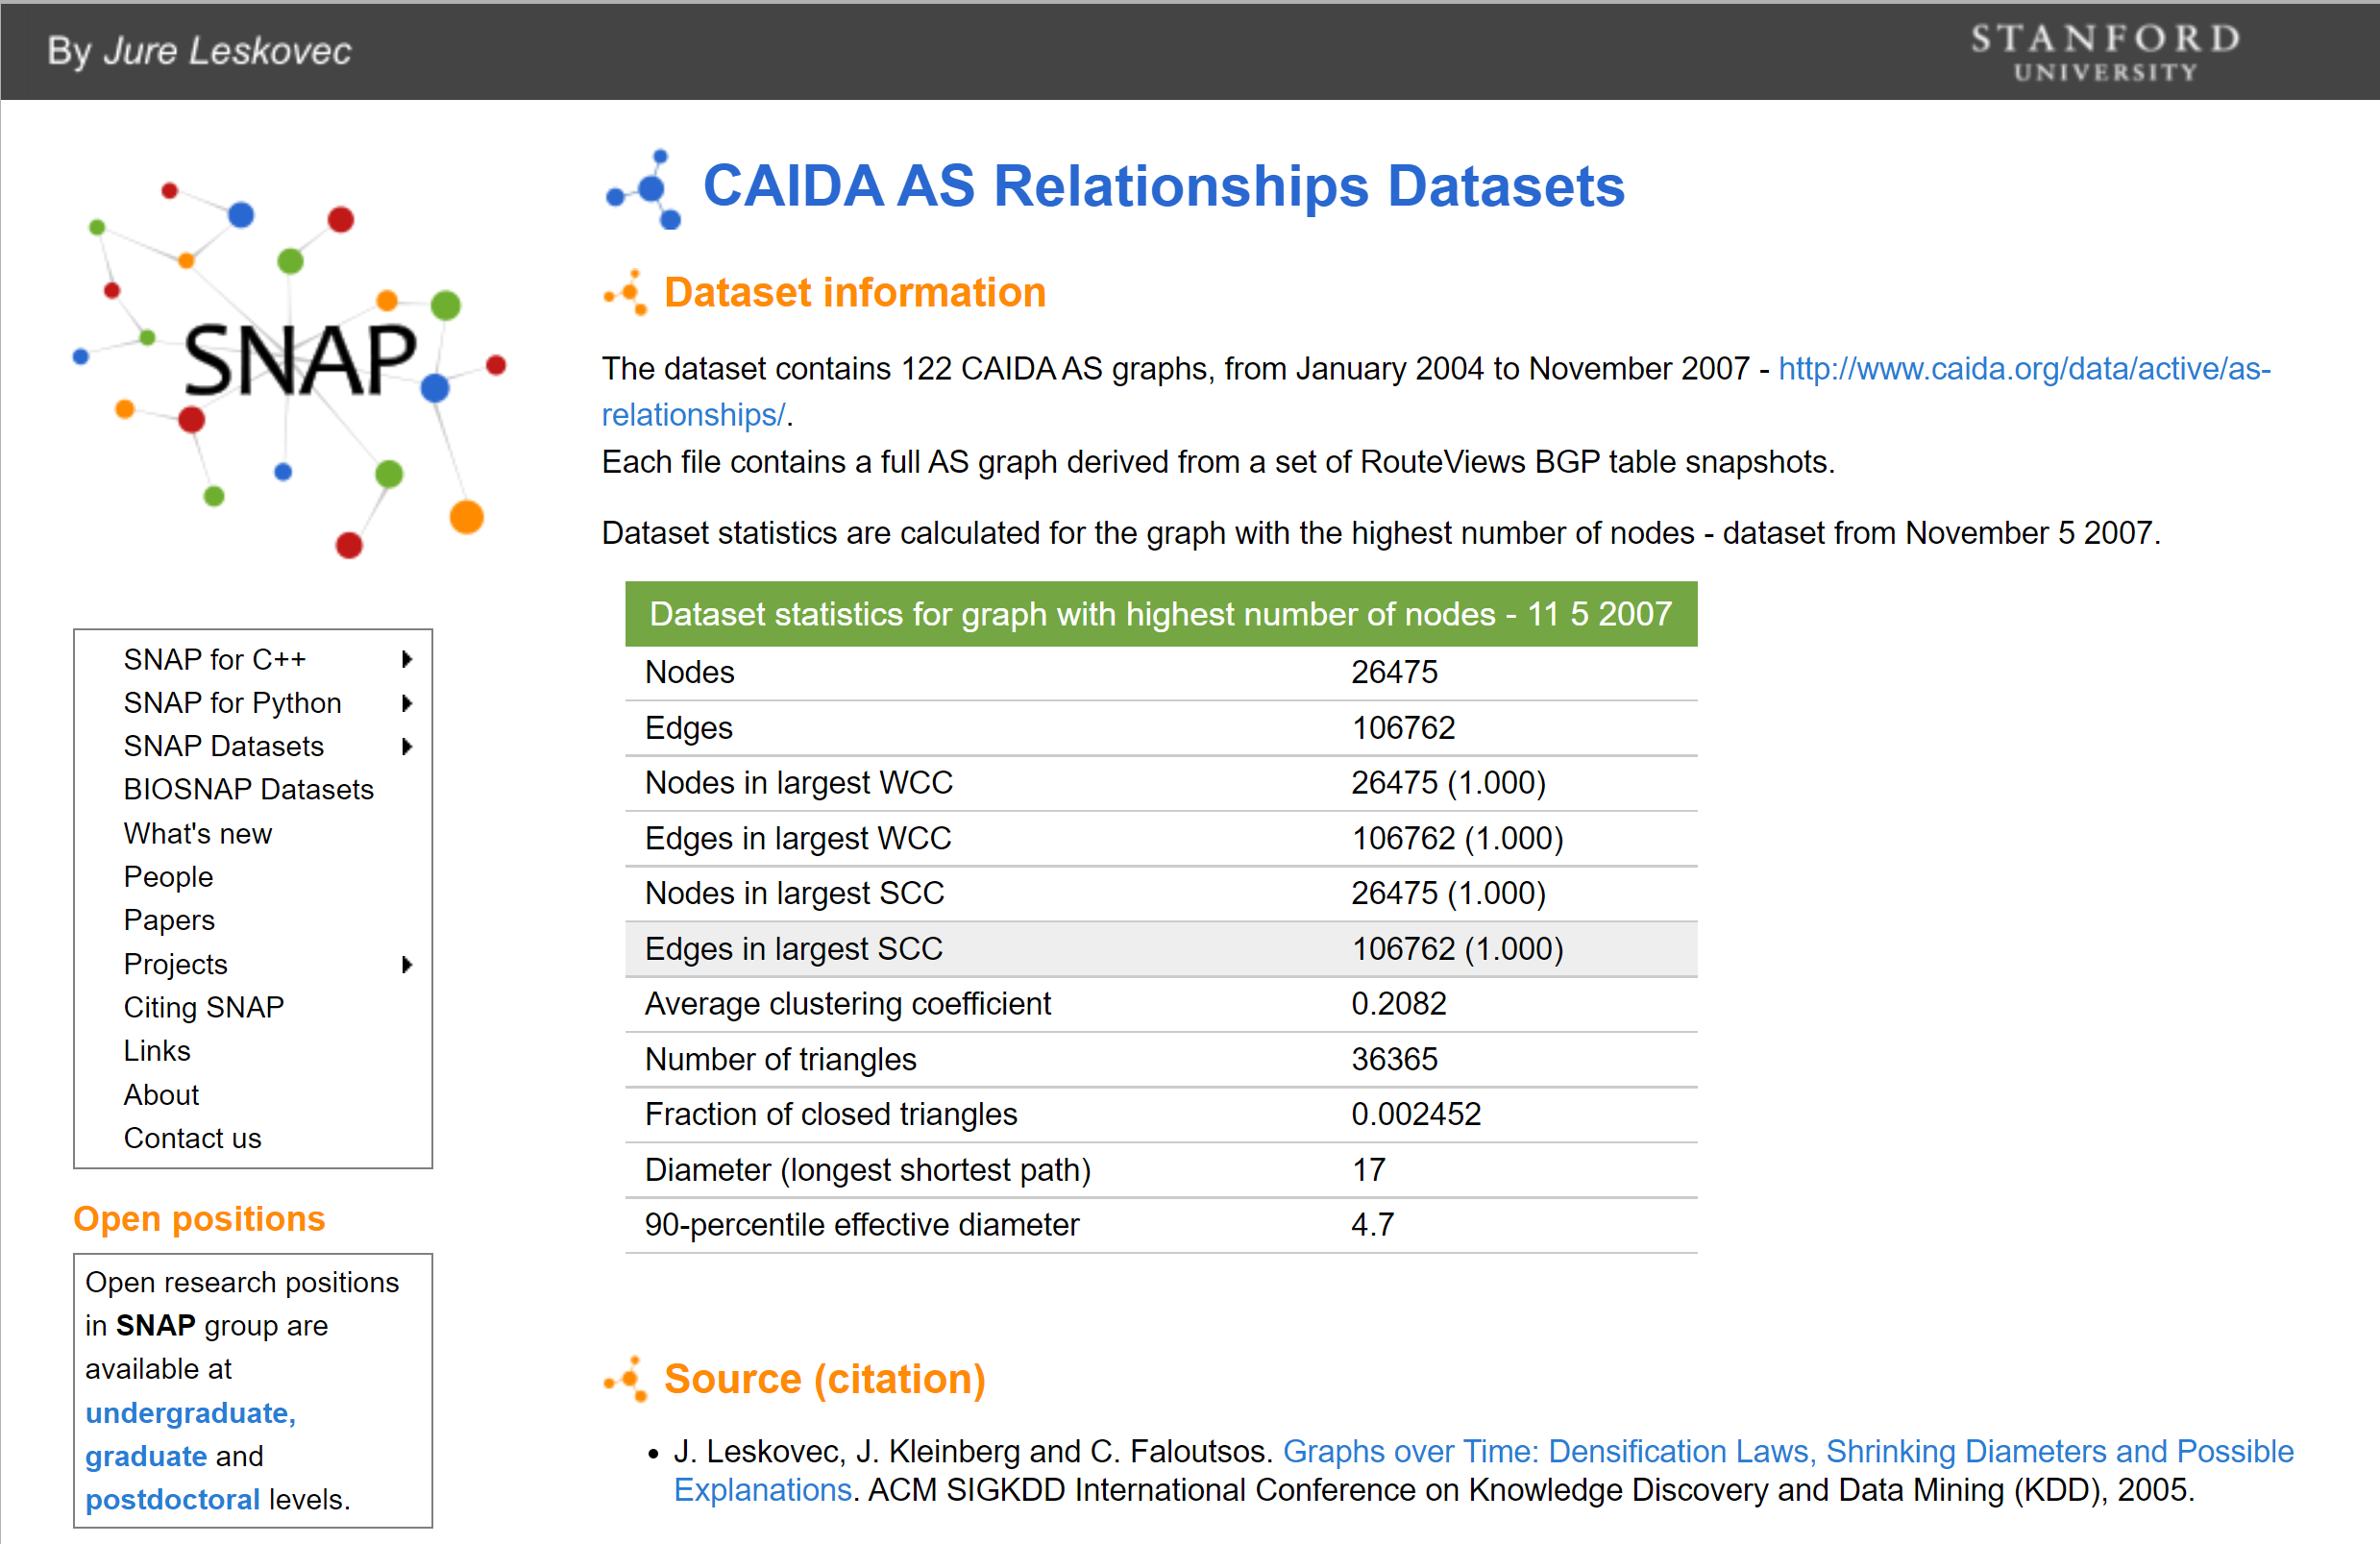 By Jure Leskovec
STANFORD
UNIVERSITY
SNAP
SNAP for C++
SNAP for Python
SNAP Datasets
BIOSNAP Datasets
What's new
People
Papers
Projects
Citing SNAP
Links
About
Contact us
Open positions
Open research positions
in SNAP group are
available at
undergraduate,
graduate and
postdoctoral levels.
CAIDA AS Relationships Datasets
Dataset information
The dataset contains 122 CAIDA AS graphs, from January 2004 to November 2007 - http://www.caida.org/data/active/as-
relationships/.
Each file contains a full AS graph derived from a set of RouteViews BGP table snapshots.
Dataset statistics are calculated for the graph with the highest number of nodes - dataset from November 5 2007.
Dataset statistics for graph with highest number of nodes - 11 5 2007
Nodes 26475
Edges 106762
Nodes in largest WCC 26475 (1.000)
Edges in largest WCC 106762 (1.000)
Nodes in largest SCC 26475 (1.000)
Edges in largest SCC 106762 (1.000)
Average clustering coefficient 0.2082
Number of triangles 36365
Fraction of closed triangles 0.002452
Diameter (longest shortest path) 17
90-percentile effective diameter 4.7
Source (citation)
• J. Leskovec, J. Kleinberg and C. Faloutsos. Graphs over Time: Densification Laws, Shrinking Diameters and Possible
Explanations. ACM SIGKDD International Conference on Knowledge Discovery and Data Mining (KDD), 2005.